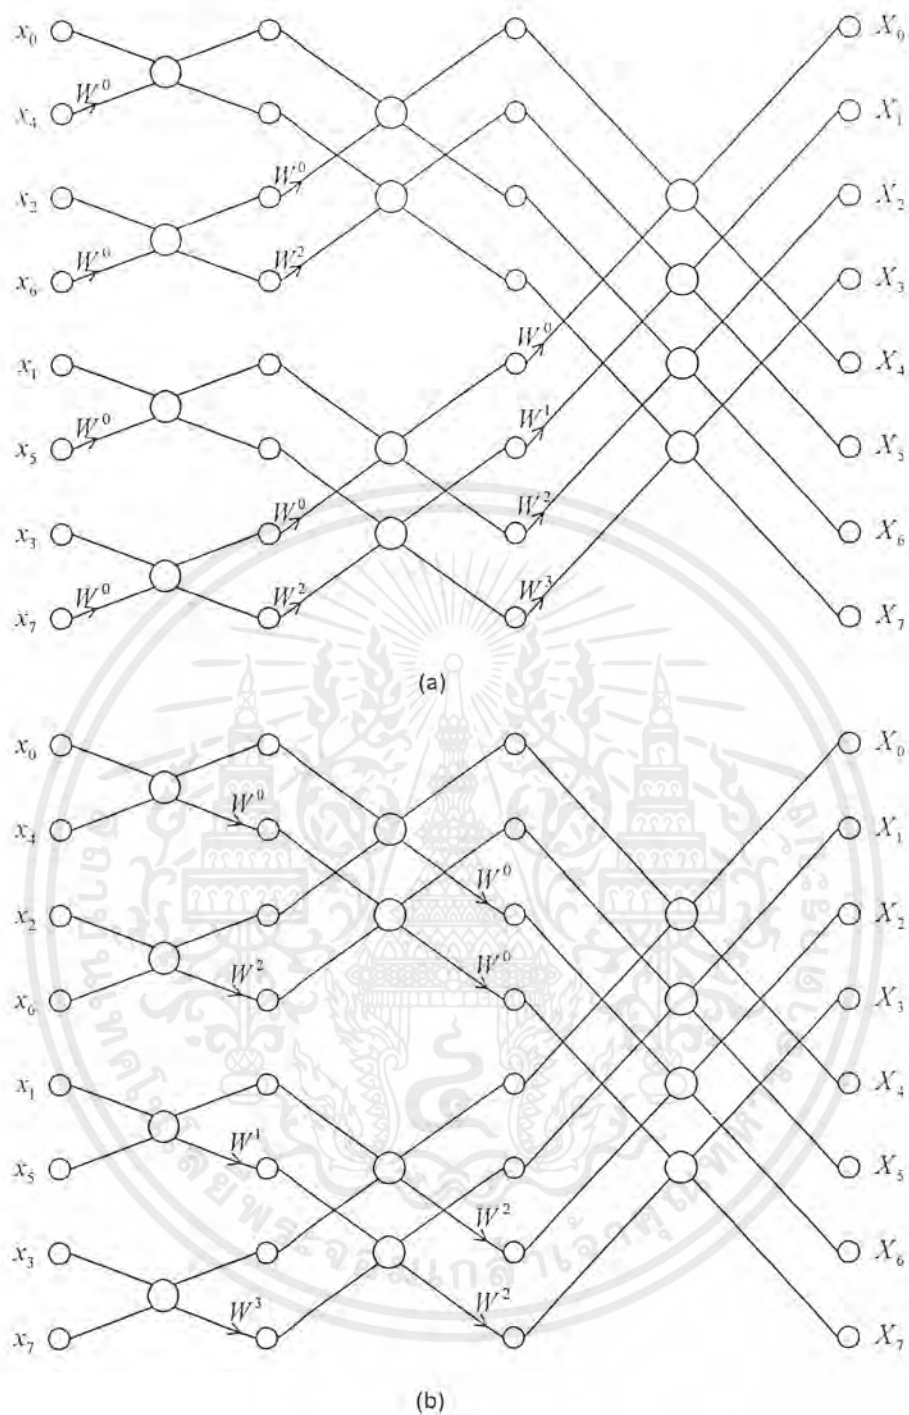 x₀ X₀
W⁰
x₄ X₁
W⁰
x₂ X₂
W⁰ W²
x₆ X₃
W⁰
x₁ X₄
W⁰ W¹
x₅ X₅
W⁰ W²
x₃ X₆
W⁰ W² W³
x₇ X₇
(a)
x₀ X₀
W⁰
x₄ X₁
W⁰
x₂ X₂
W² W⁰
x₆ X₃
x₁ X₄
W¹
x₅ X₅
W²
x₃ X₆
W³ W²
x₇ X₇
(b)